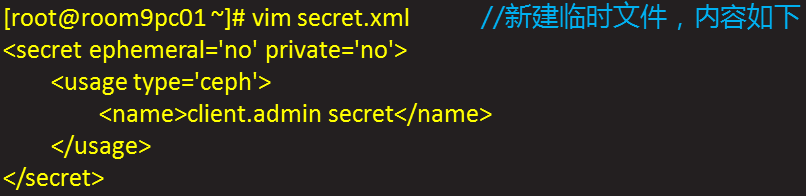 [root@room9pc01 ~]# vim secret.xml //新建临时文件，内容如下
<secret ephemeral='no' private='no'>
<usage type='ceph'>
<name>client.admin secret</name>
</usage>
</secret>